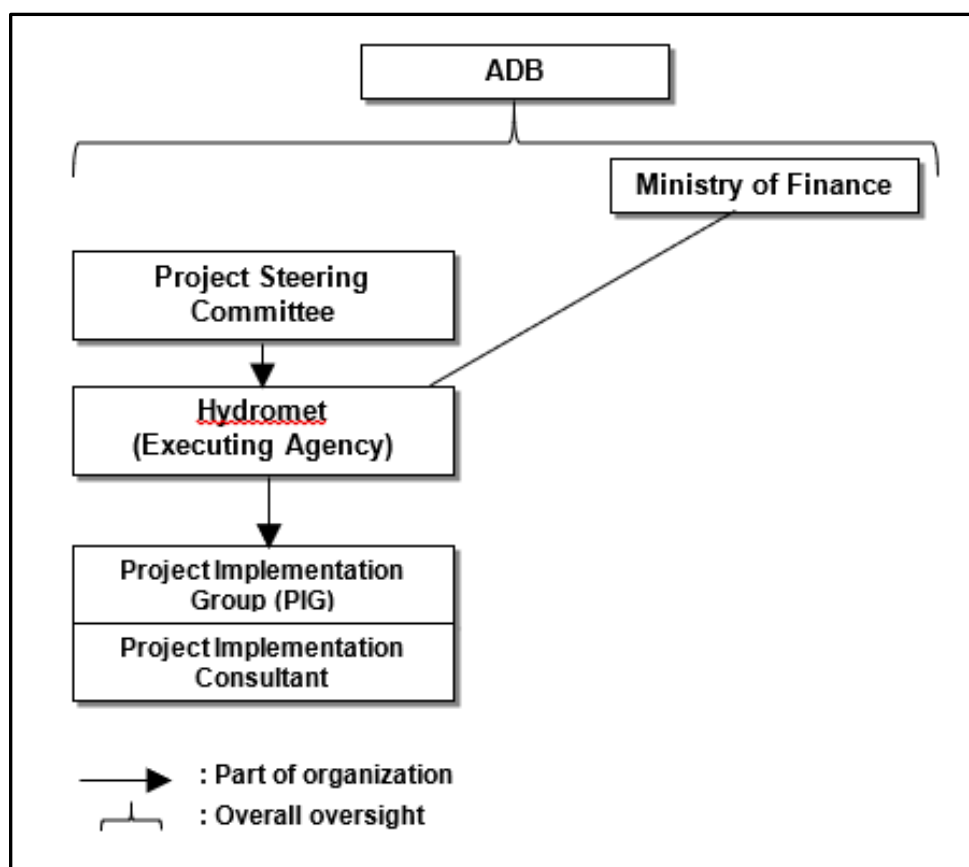 ADB
Ministry of Finance
Project Steering
Committee
Hydromet
(Executing Agency)
Project Implementation
Group (PIG)
Project Implementation
Consultant
: Part of organization
: Overall oversight